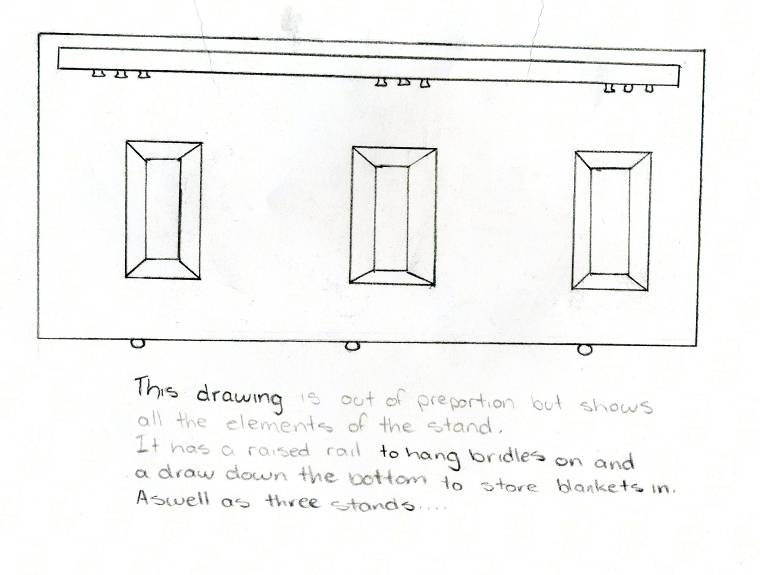 This drawing is out of preportion but shows
all the elements of the stand.
It has a raised rail to hang bridles on and
a draw down the bottom to store blankets in.
Aswell as three stands....